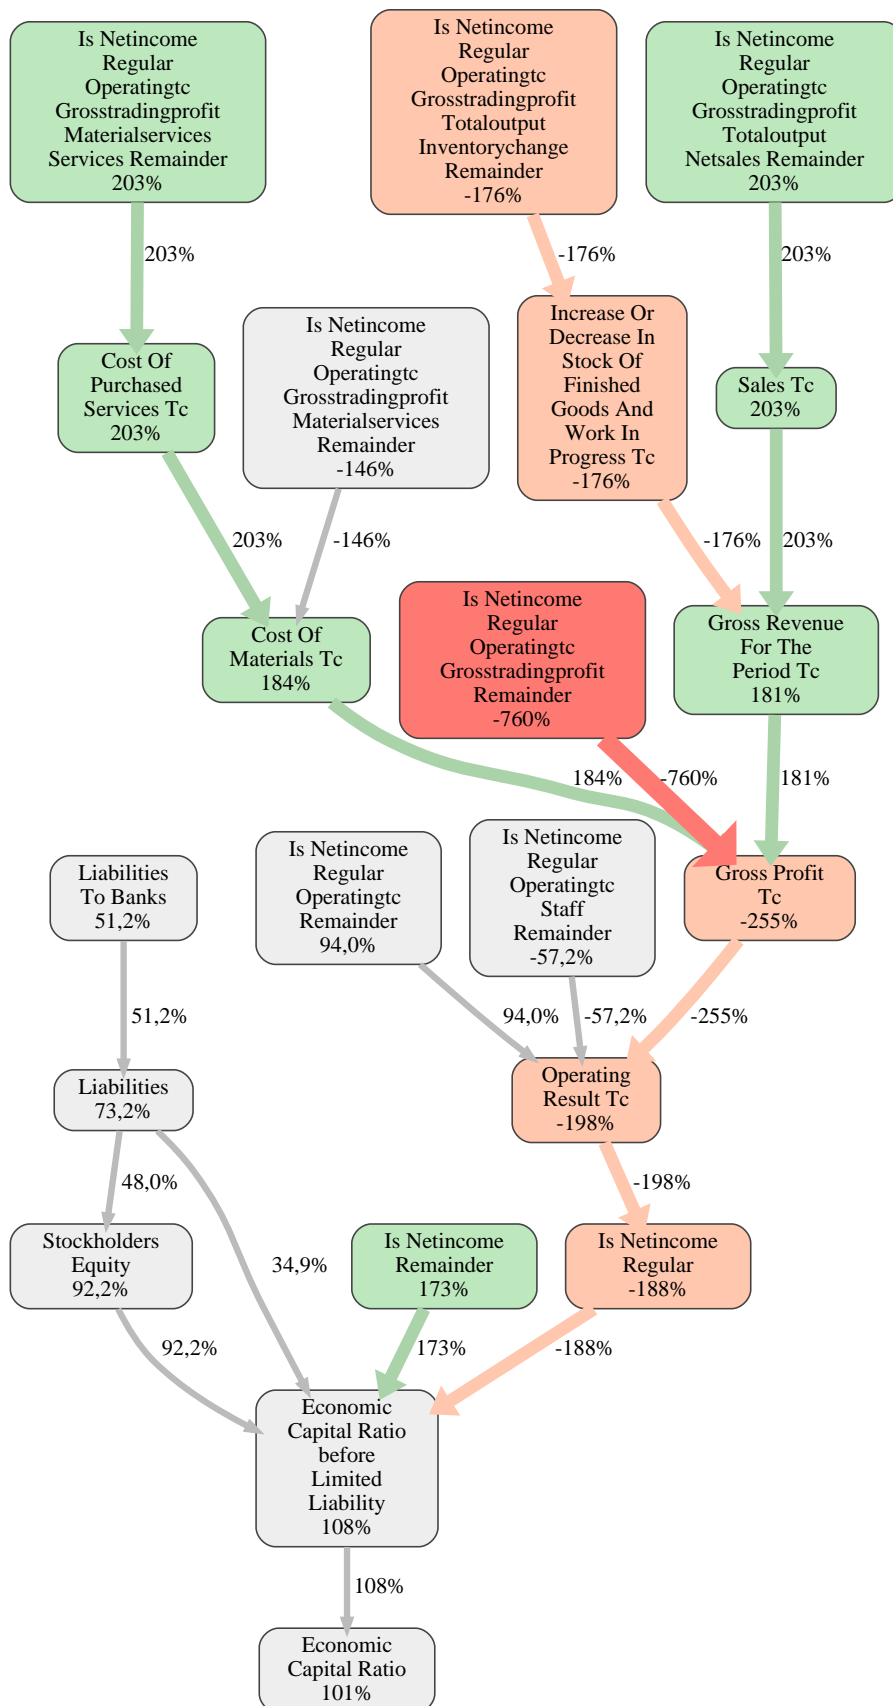 Is Netincome
Regular
Operatingtc
Grosstradingprofit
Materialservices
Services Remainder
203%
Is Netincome
Regular
Operatingtc
Grosstradingprofit
Totaloutput
Inventorychange
Remainder
-176%
Is Netincome
Regular
Operatingtc
Grosstradingprofit
Totaloutput
Netsales Remainder
203%
203%
-176%
203%
Cost Of
Purchased
Services Tc
203%
Is Netincome
Regular
Operatingtc
Grosstradingprofit
Materialservices
Remainder
-146%
Increase Or
Decrease In
Stock Of
Finished
Goods And
Work In
Progress Tc
-176%
Sales Tc
203%
203%
-146%
-176%
203%
Cost Of
Materials Tc
184%
Is Netincome
Regular
Operatingtc
Grosstradingprofit
Remainder
-760%
Gross Revenue
For The
Period Tc
181%
184%
-760%
181%
Liabilities
To Banks
51,2%
Is Netincome
Regular
Operatingtc
Remainder
94,0%
Is Netincome
Regular
Operatingtc
Staff
Remainder
-57,2%
Gross Profit
Tc
-255%
51,2%
94,0%
-57,2%
-255%
Liabilities
73,2%
Operating
Result Tc
-198%
48,0%
34,9%
-198%
Stockholders
Equity
92,2%
Is Netincome
Remainder
173%
Is Netincome
Regular
-188%
92,2%
173%
-188%
Economic
Capital Ratio
before
Limited
Liability
108%
108%
Economic
Capital Ratio
101%